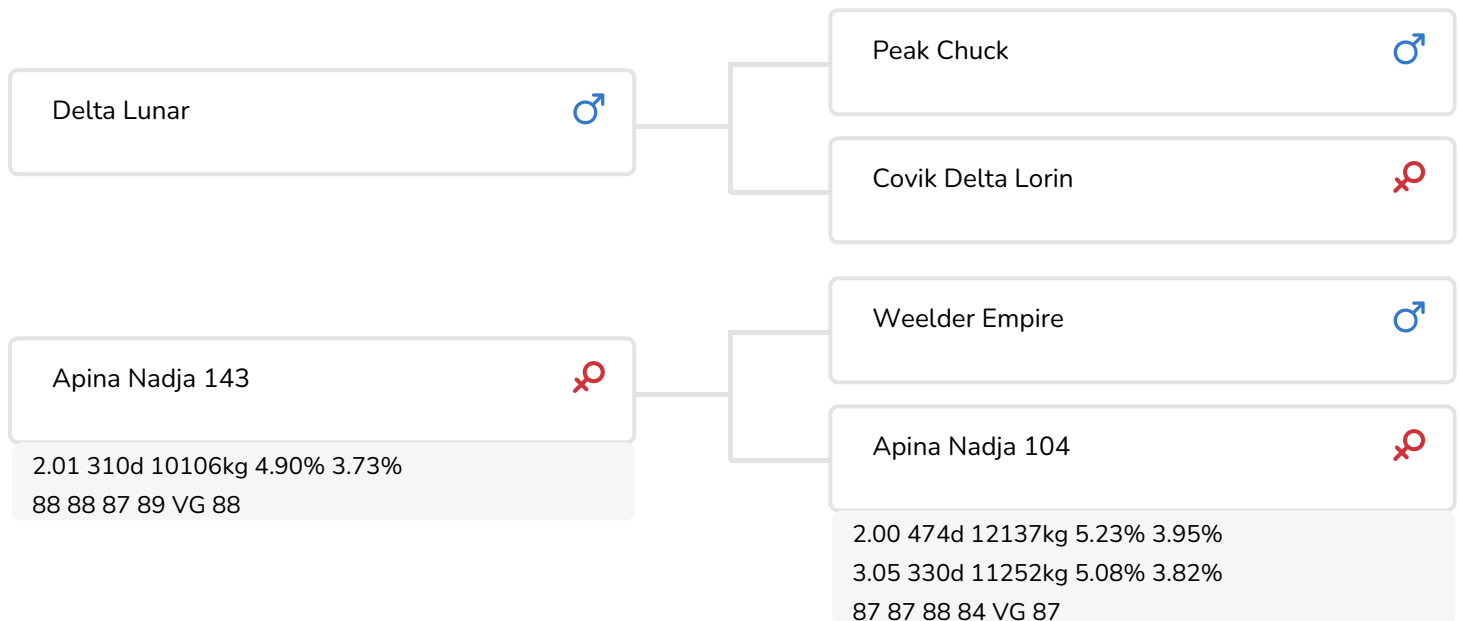 Peak Chuck
Delta Lunar
Covik Delta Lorin
Weelder Empire
Apina Nadja 143
2.01 310d 10106kg 4.90% 3.73%
88 88 87 89 VG 88
Apina Nadja 104
2.00 474d 12137kg 5.23% 3.95%
3.05 330d 11252kg 5.08% 3.82%
87 87 88 84 VG 87